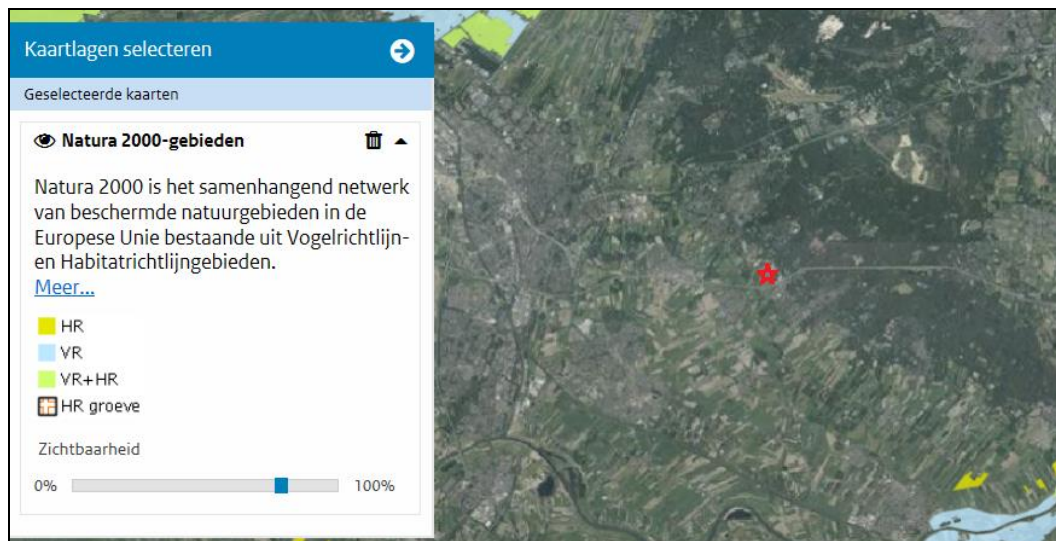 Kaartlagen selecteren
Geselecteerde kaarten
Natura 2000-gebieden
Natura 2000 is het samenhangend netwerk
van beschermde natuurgebieden in de
Europese Unie bestaande uit Vogelrichtlijn-
en Habitatrichtlijngebieden.
Meer...
HR
VR
VR+HR
HR groeve
Zichtbaarheid
0% 100%